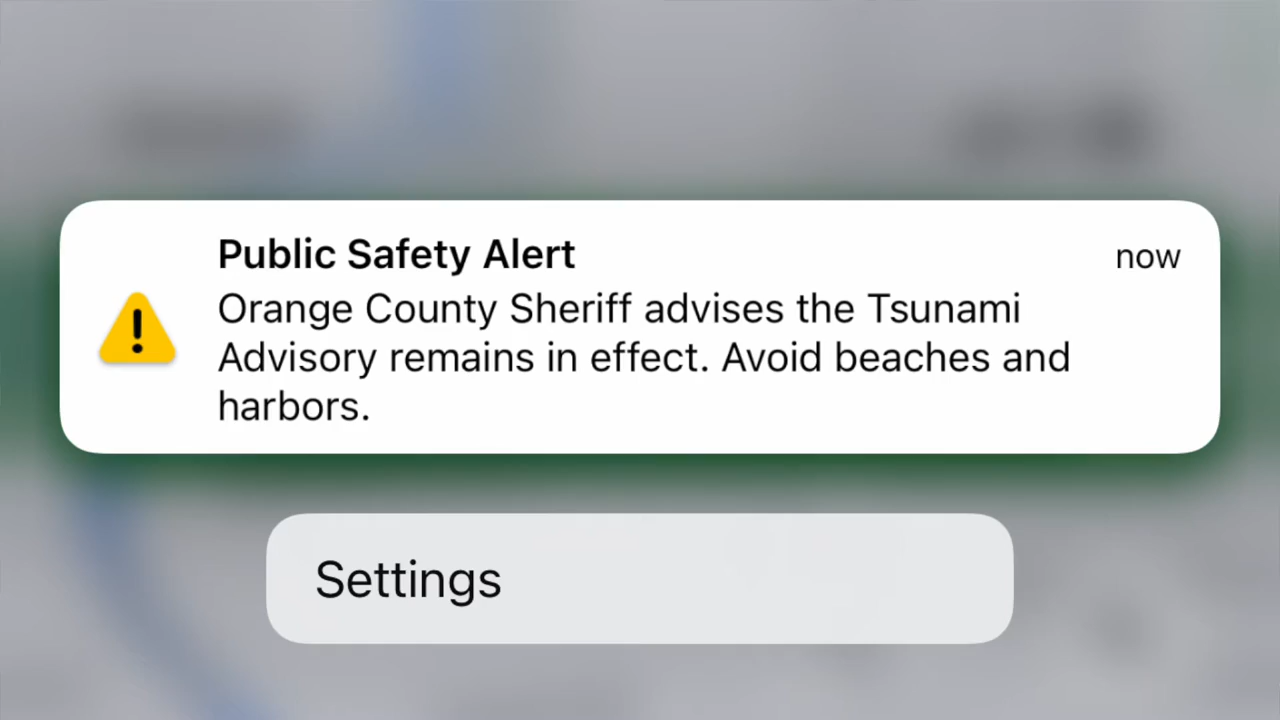 Public Safety Alert
now
Orange County Sheriff advises the Tsunami
Advisory remains in effect. Avoid beaches and
harbors.
Settings